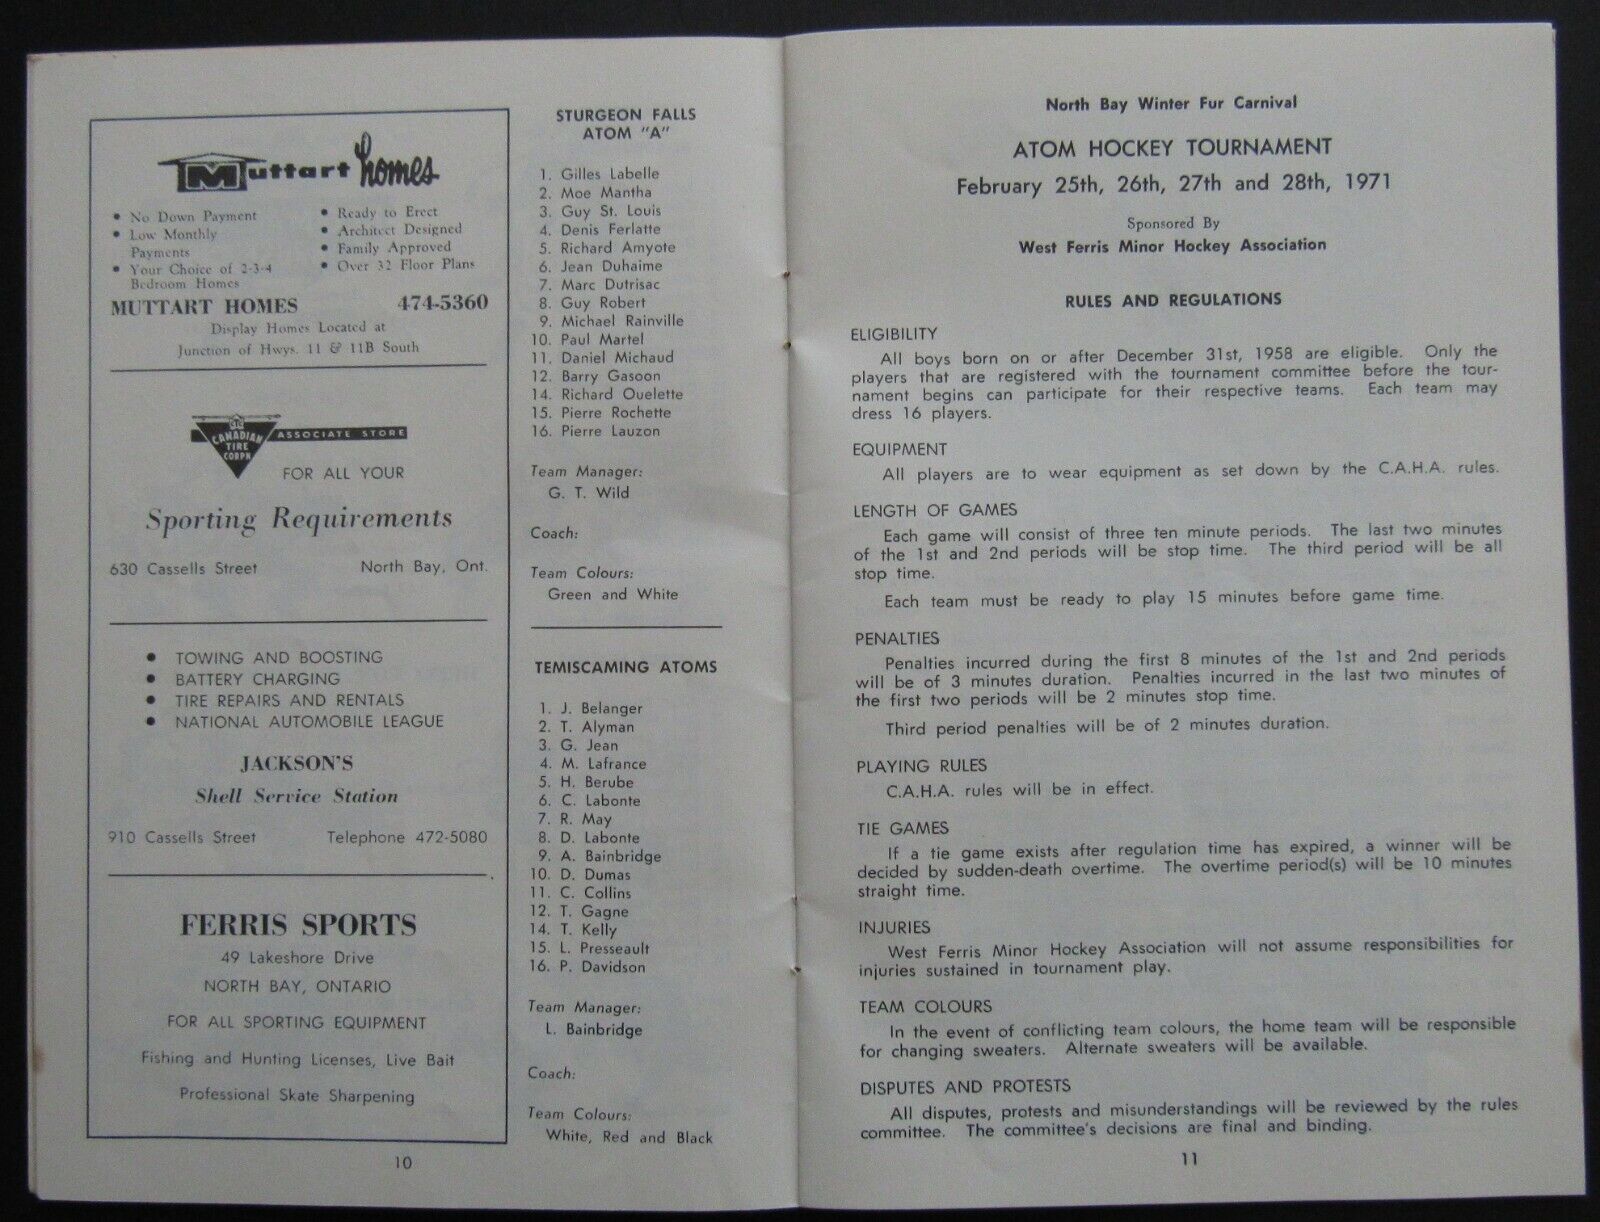 Muttart homes
• No Down Payment
• Low Monthly
Payments
• Your Choice of 2-3-4
Bedroom Homes
• Ready to Erect
• Architect Designed
• Family Approved
• Over 32 Floor Plans
MUTTART HOMES 474-5360
Display Homes Located at
Junction of Hwys. 11 & 11B South
CTC
CANADIAN
TIRE
CORPN
ASSOCIATE STORE
FOR ALL YOUR
Sporting Requirements
630 Cassells Street North Bay, Ont.
• TOWING AND BOOSTING
• BATTERY CHARGING
• TIRE REPAIRS AND RENTALS
• NATIONAL AUTOMOBILE LEAGUE
JACKSON'S
Shell Service Station
910 Cassells Street Telephone 472-5080
FERRIS SPORTS
49 Lakeshore Drive
NORTH BAY, ONTARIO
FOR ALL SPORTING EQUIPMENT
Fishing and Hunting Licenses, Live Bait
Professional Skate Sharpening
STURGEON FALLS
ATOM "A"
1. Gilles Labelle
2. Moe Mantha
3. Guy St. Louis
4. Denis Ferlatte
5. Richard Amyote
6. Jean Duhaime
7. Marc Dutrisac
8. Guy Robert
9. Michael Rainville
10. Paul Martel
11. Daniel Michaud
12. Barry Gasoon
14. Richard Ouelette
15. Pierre Rochette
16. Pierre Lauzon
Team Manager:
G. T. Wild
Coach:
Team Colours:
Green and White
TEMISCAMING ATOMS
1. J. Belanger
2. T. Alyman
3. G. Jean
4. M. Lafrance
5. H. Berube
6. C. Labonte
7. R. May
8. D. Labonte
9. A. Bainbridge
10. D. Dumas
11. C. Collins
12. T. Gagne
14. T. Kelly
15. L. Presseault
16. P. Davidson
Team Manager:
L. Bainbridge
Coach:
Team Colours:
White, Red and Black
10
North Bay Winter Fur Carnival
ATOM HOCKEY TOURNAMENT
February 25th, 26th, 27th and 28th, 1971
Sponsored By
West Ferris Minor Hockey Association
RULES AND REGULATIONS
ELIGIBILITY
All boys born on or after December 31st, 1958 are eligible. Only the
players that are registered with the tournament committee before the tour-
nament begins can participate for their respective teams. Each team may
dress 16 players.
EQUIPMENT
All players are to wear equipment as set down by the C.A.H.A. rules.
LENGTH OF GAMES
Each game will consist of three ten minute periods. The last two minutes
of the 1st and 2nd periods will be stop time. The third period will be all
stop time.
Each team must be ready to play 15 minutes before game time.
PENALTIES
Penalties incurred during the first 8 minutes of the 1st and 2nd periods
will be of 3 minutes duration. Penalties incurred in the last two minutes of
the first two periods will be 2 minutes stop time.
Third period penalties will be of 2 minutes duration.
PLAYING RULES
C.A.H.A. rules will be in effect.
TIE GAMES
If a tie game exists after regulation time has expired, a winner will be
decided by sudden-death overtime. The overtime period(s) will be 10 minutes
straight time.
INJURIES
West Ferris Minor Hockey Association will not assume responsibilities for
injuries sustained in tournament play.
TEAM COLOURS
In the event of conflicting team colours, the home team will be responsible
for changing sweaters. Alternate sweaters will be available.
DISPUTES AND PROTESTS
All disputes, protests and misunderstandings will be reviewed by the rules
committee. The committee's decisions are final and binding.
11